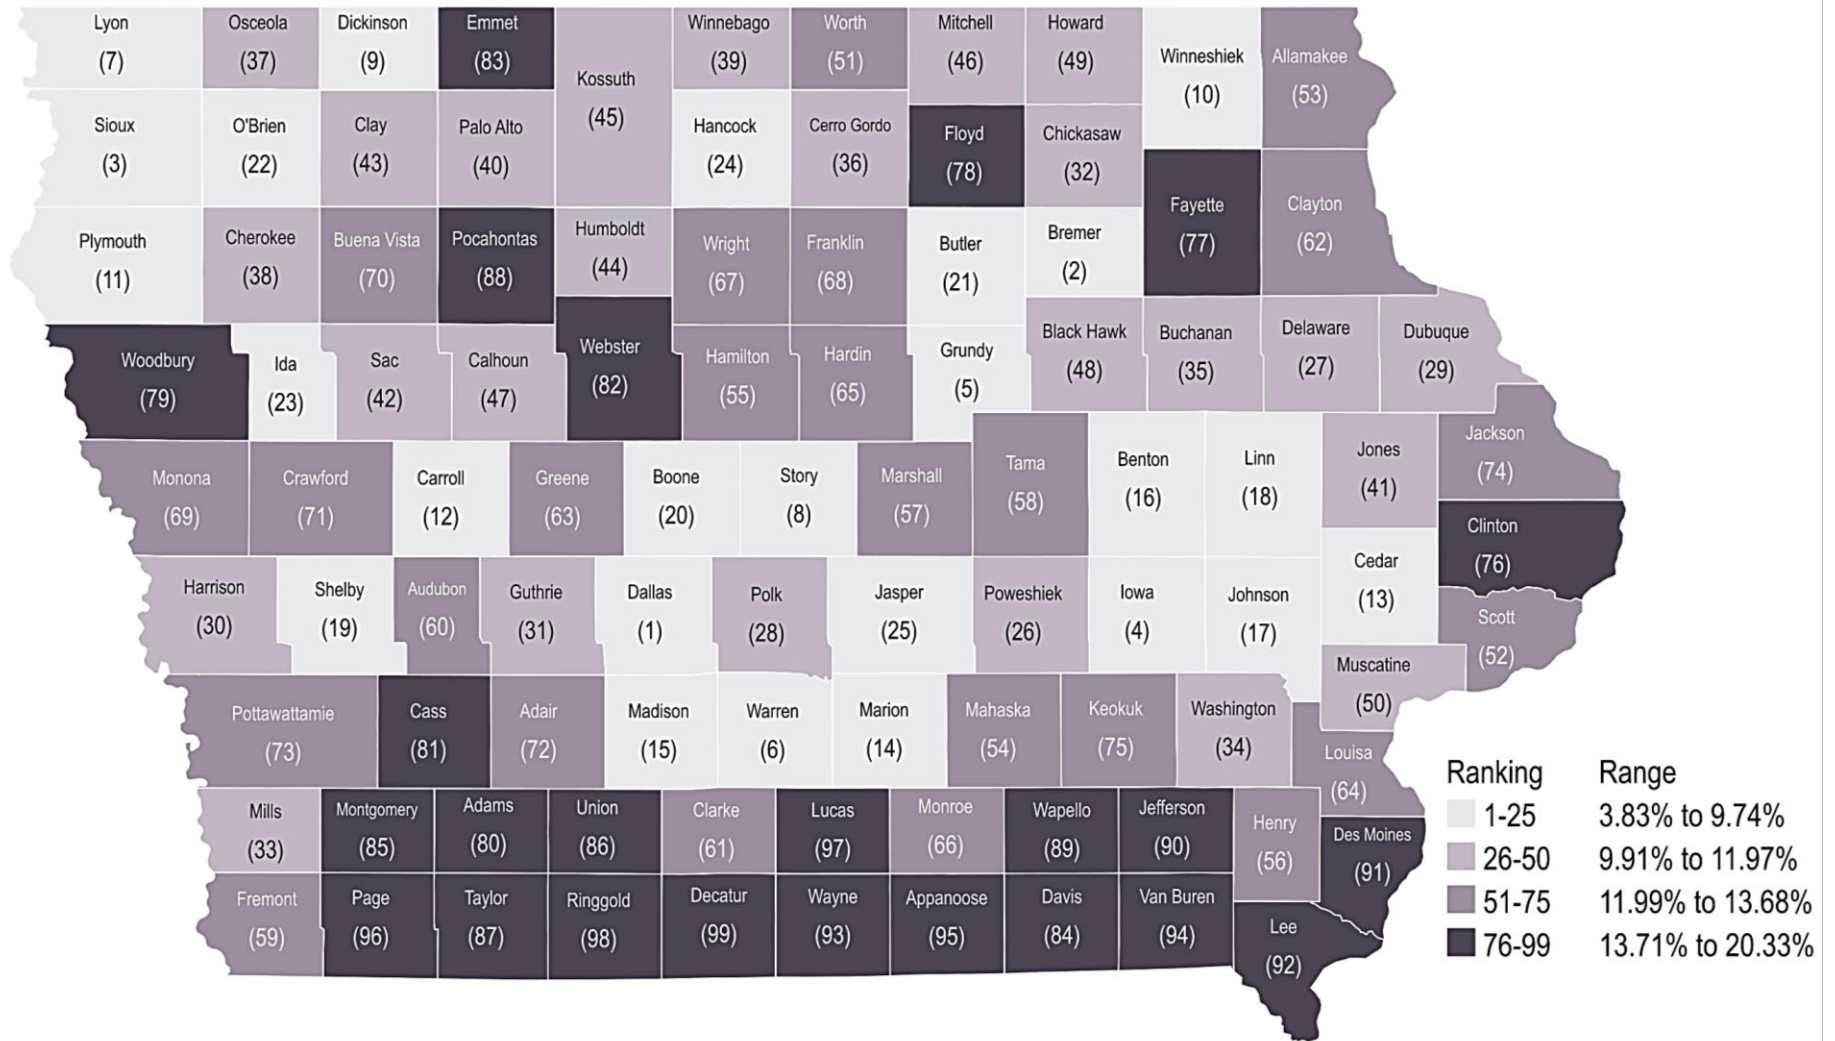 Lyon
(7)
Osceola
(37)
Dickinson
(9)
Emmet
(83)
Kossuth
(45)
Winnebago
(39)
Worth
(51)
Mitchell
(46)
Howard
(49)
Winneshiek
(10)
Allamakee
(53)
Sioux
(3)
O'Brien
(22)
Clay
(43)
Palo Alto
(40)
Hancock
(24)
Cerro Gordo
(36)
Floyd
(78)
Chickasaw
(32)
Fayette
(77)
Clayton
(62)
Plymouth
(11)
Cherokee
(38)
Buena Vista
(70)
Pocahontas
(88)
Humboldt
(44)
Wright
(67)
Franklin
(68)
Butler
(21)
Bremer
(2)
Woodbury
(79)
Ida
(23)
Sac
(42)
Calhoun
(47)
Webster
(82)
Hamilton
(55)
Hardin
(65)
Grundy
(5)
Black Hawk
(48)
Buchanan
(35)
Delaware
(27)
Dubuque
(29)
Monona
(69)
Crawford
(71)
Carroll
(12)
Greene
(63)
Boone
(20)
Story
(8)
Marshall
(57)
Tama
(58)
Benton
(16)
Linn
(18)
Jones
(41)
Jackson
(74)
Clinton
(76)
Harrison
(30)
Shelby
(19)
Audubon
(60)
Guthrie
(31)
Dallas
(1)
Polk
(28)
Jasper
(25)
Poweshiek
(26)
Iowa
(4)
Johnson
(17)
Cedar
(13)
Scott
(52)
Muscatine
(50)
Pottawattamie
(73)
Cass
(81)
Adair
(72)
Madison
(15)
Warren
(6)
Marion
(14)
Mahaska
(54)
Keokuk
(75)
Washington
(34)
Louisa
(64)
Mills
(33)
Montgomery
(85)
Adams
(80)
Union
(86)
Clarke
(61)
Lucas
(97)
Monroe
(66)
Wapello
(89)
Jefferson
(90)
Henry
(56)
Des Moines
(91)
Fremont
(59)
Page
(96)
Taylor
(87)
Ringgold
(98)
Decatur
(99)
Wayne
(93)
Appanoose
(95)
Davis
(84)
Van Buren
(94)
Lee
(92)
Ranking Range
1-25 3.83% to 9.74%
26-50 9.91% to 11.97%
51-75 11.99% to 13.68%
76-99 13.71% to 20.33%